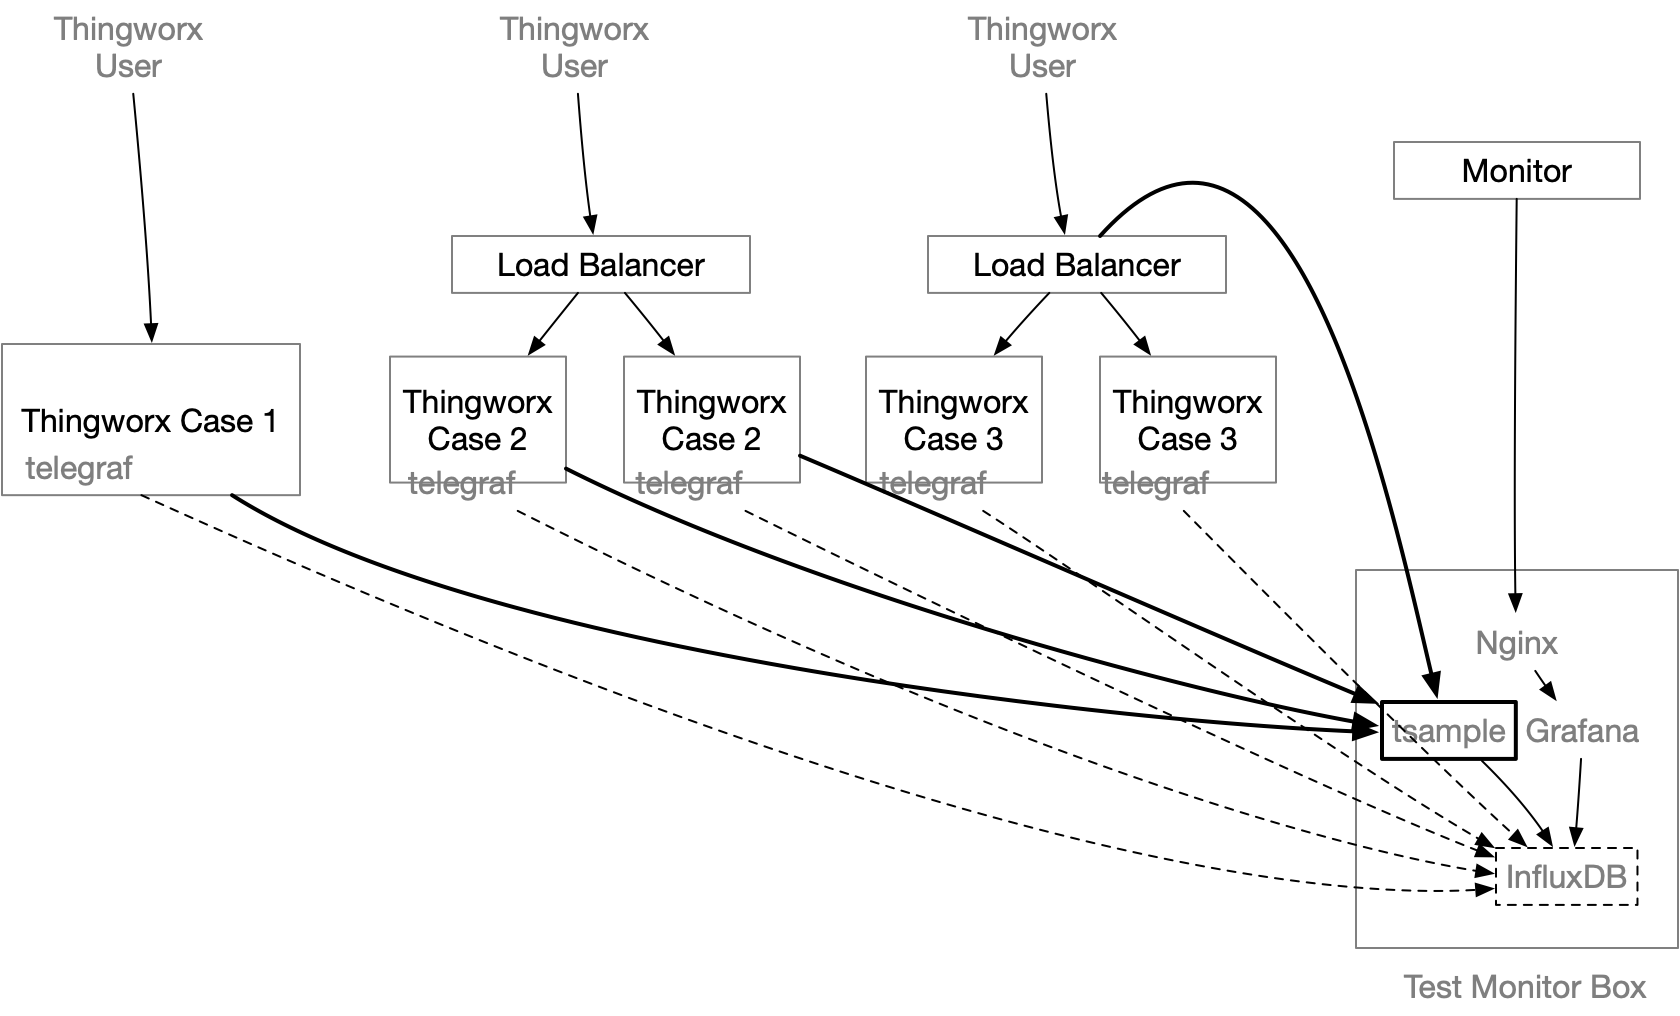 Thingworx
User
Thingworx
User
Thingworx
User
Monitor
Load Balancer
Load Balancer
Thingworx Case 1
telegraf
Thingworx
Case 2
telegraf
Thingworx
Case 2
telegraf
Thingworx
Case 3
telegraf
Thingworx
Case 3
telegraf
Nginx
tsample
Grafana
InfluxDB
Test Monitor Box